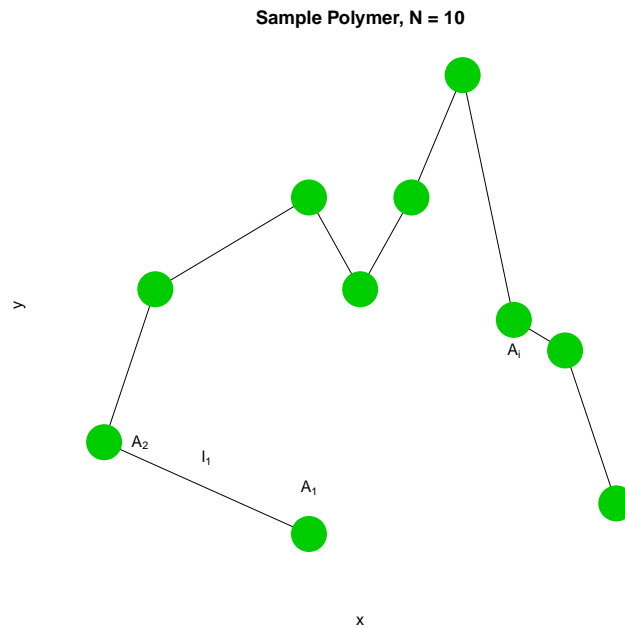 Sample Polymer, N = 10
y
A₂
l₁
A₁
Aᵢ
x